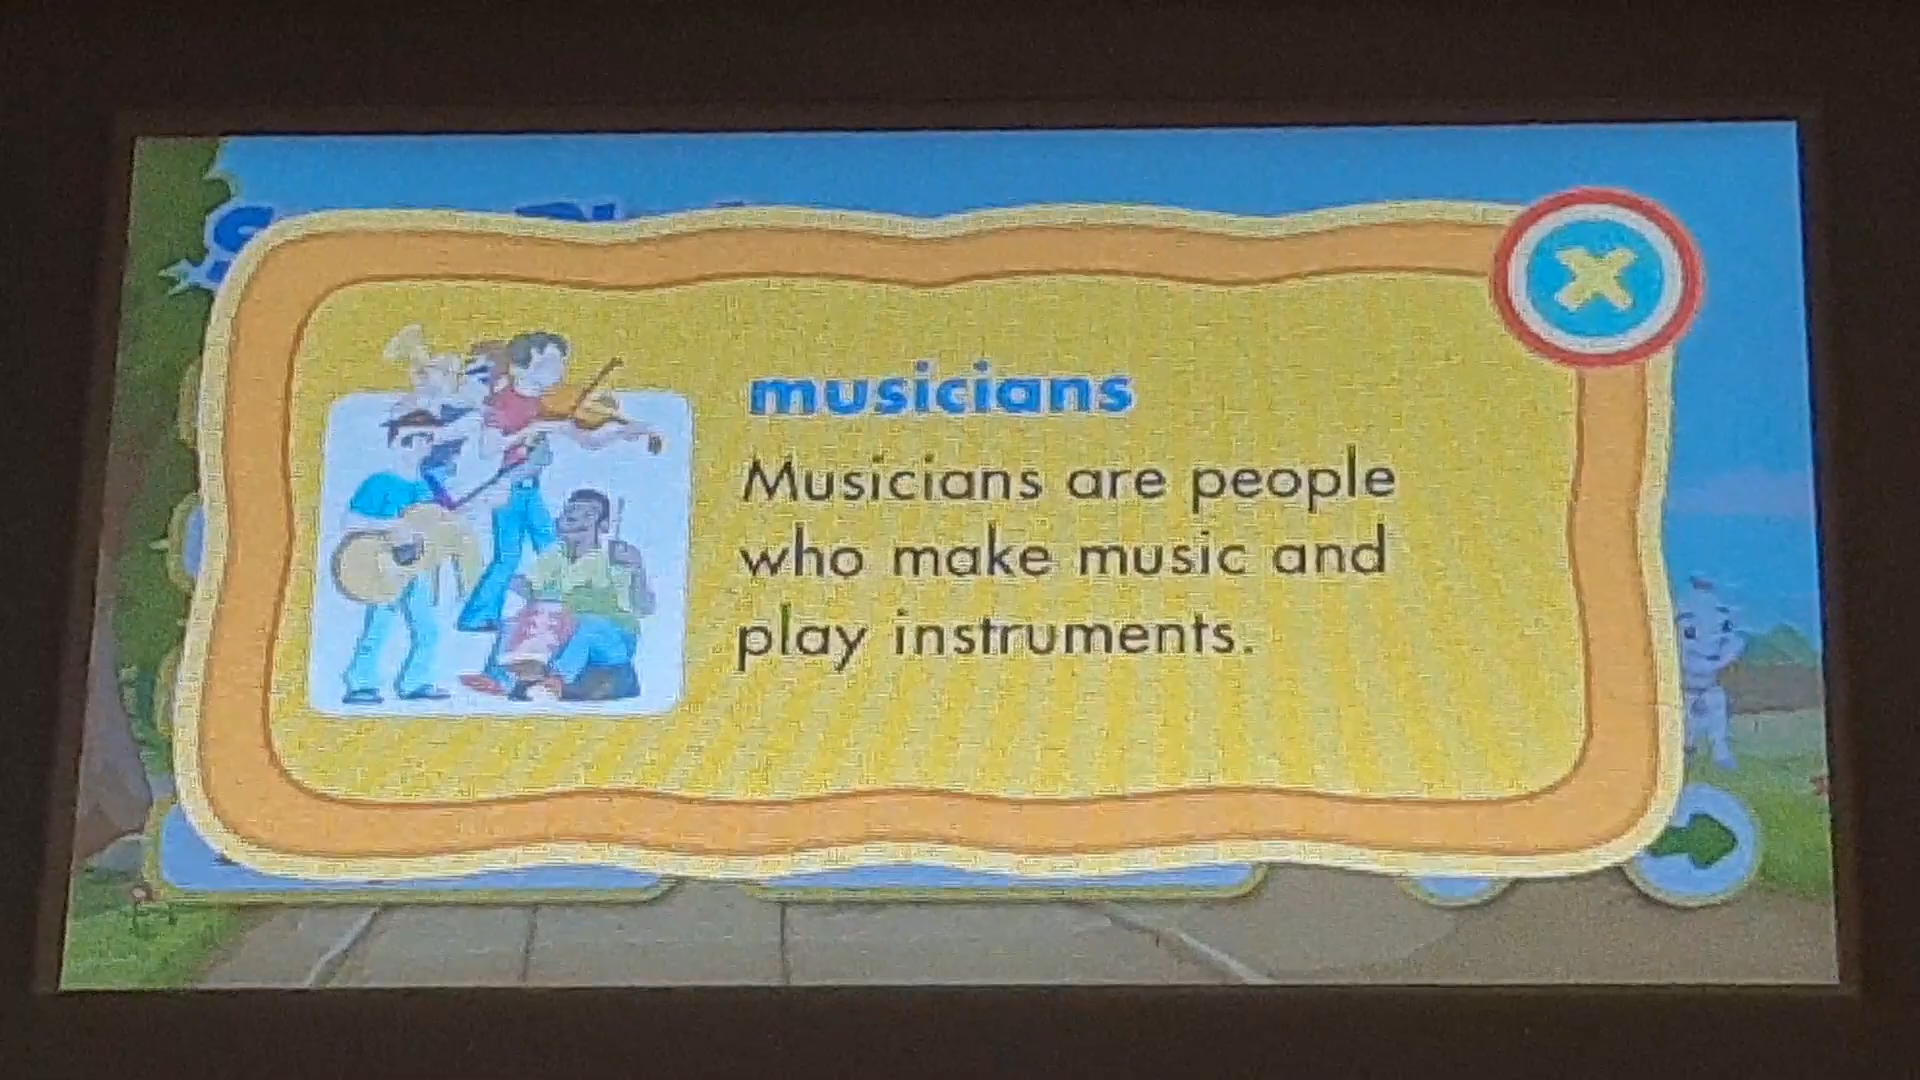 musicians
Musicians are people
who make music and
play instruments.